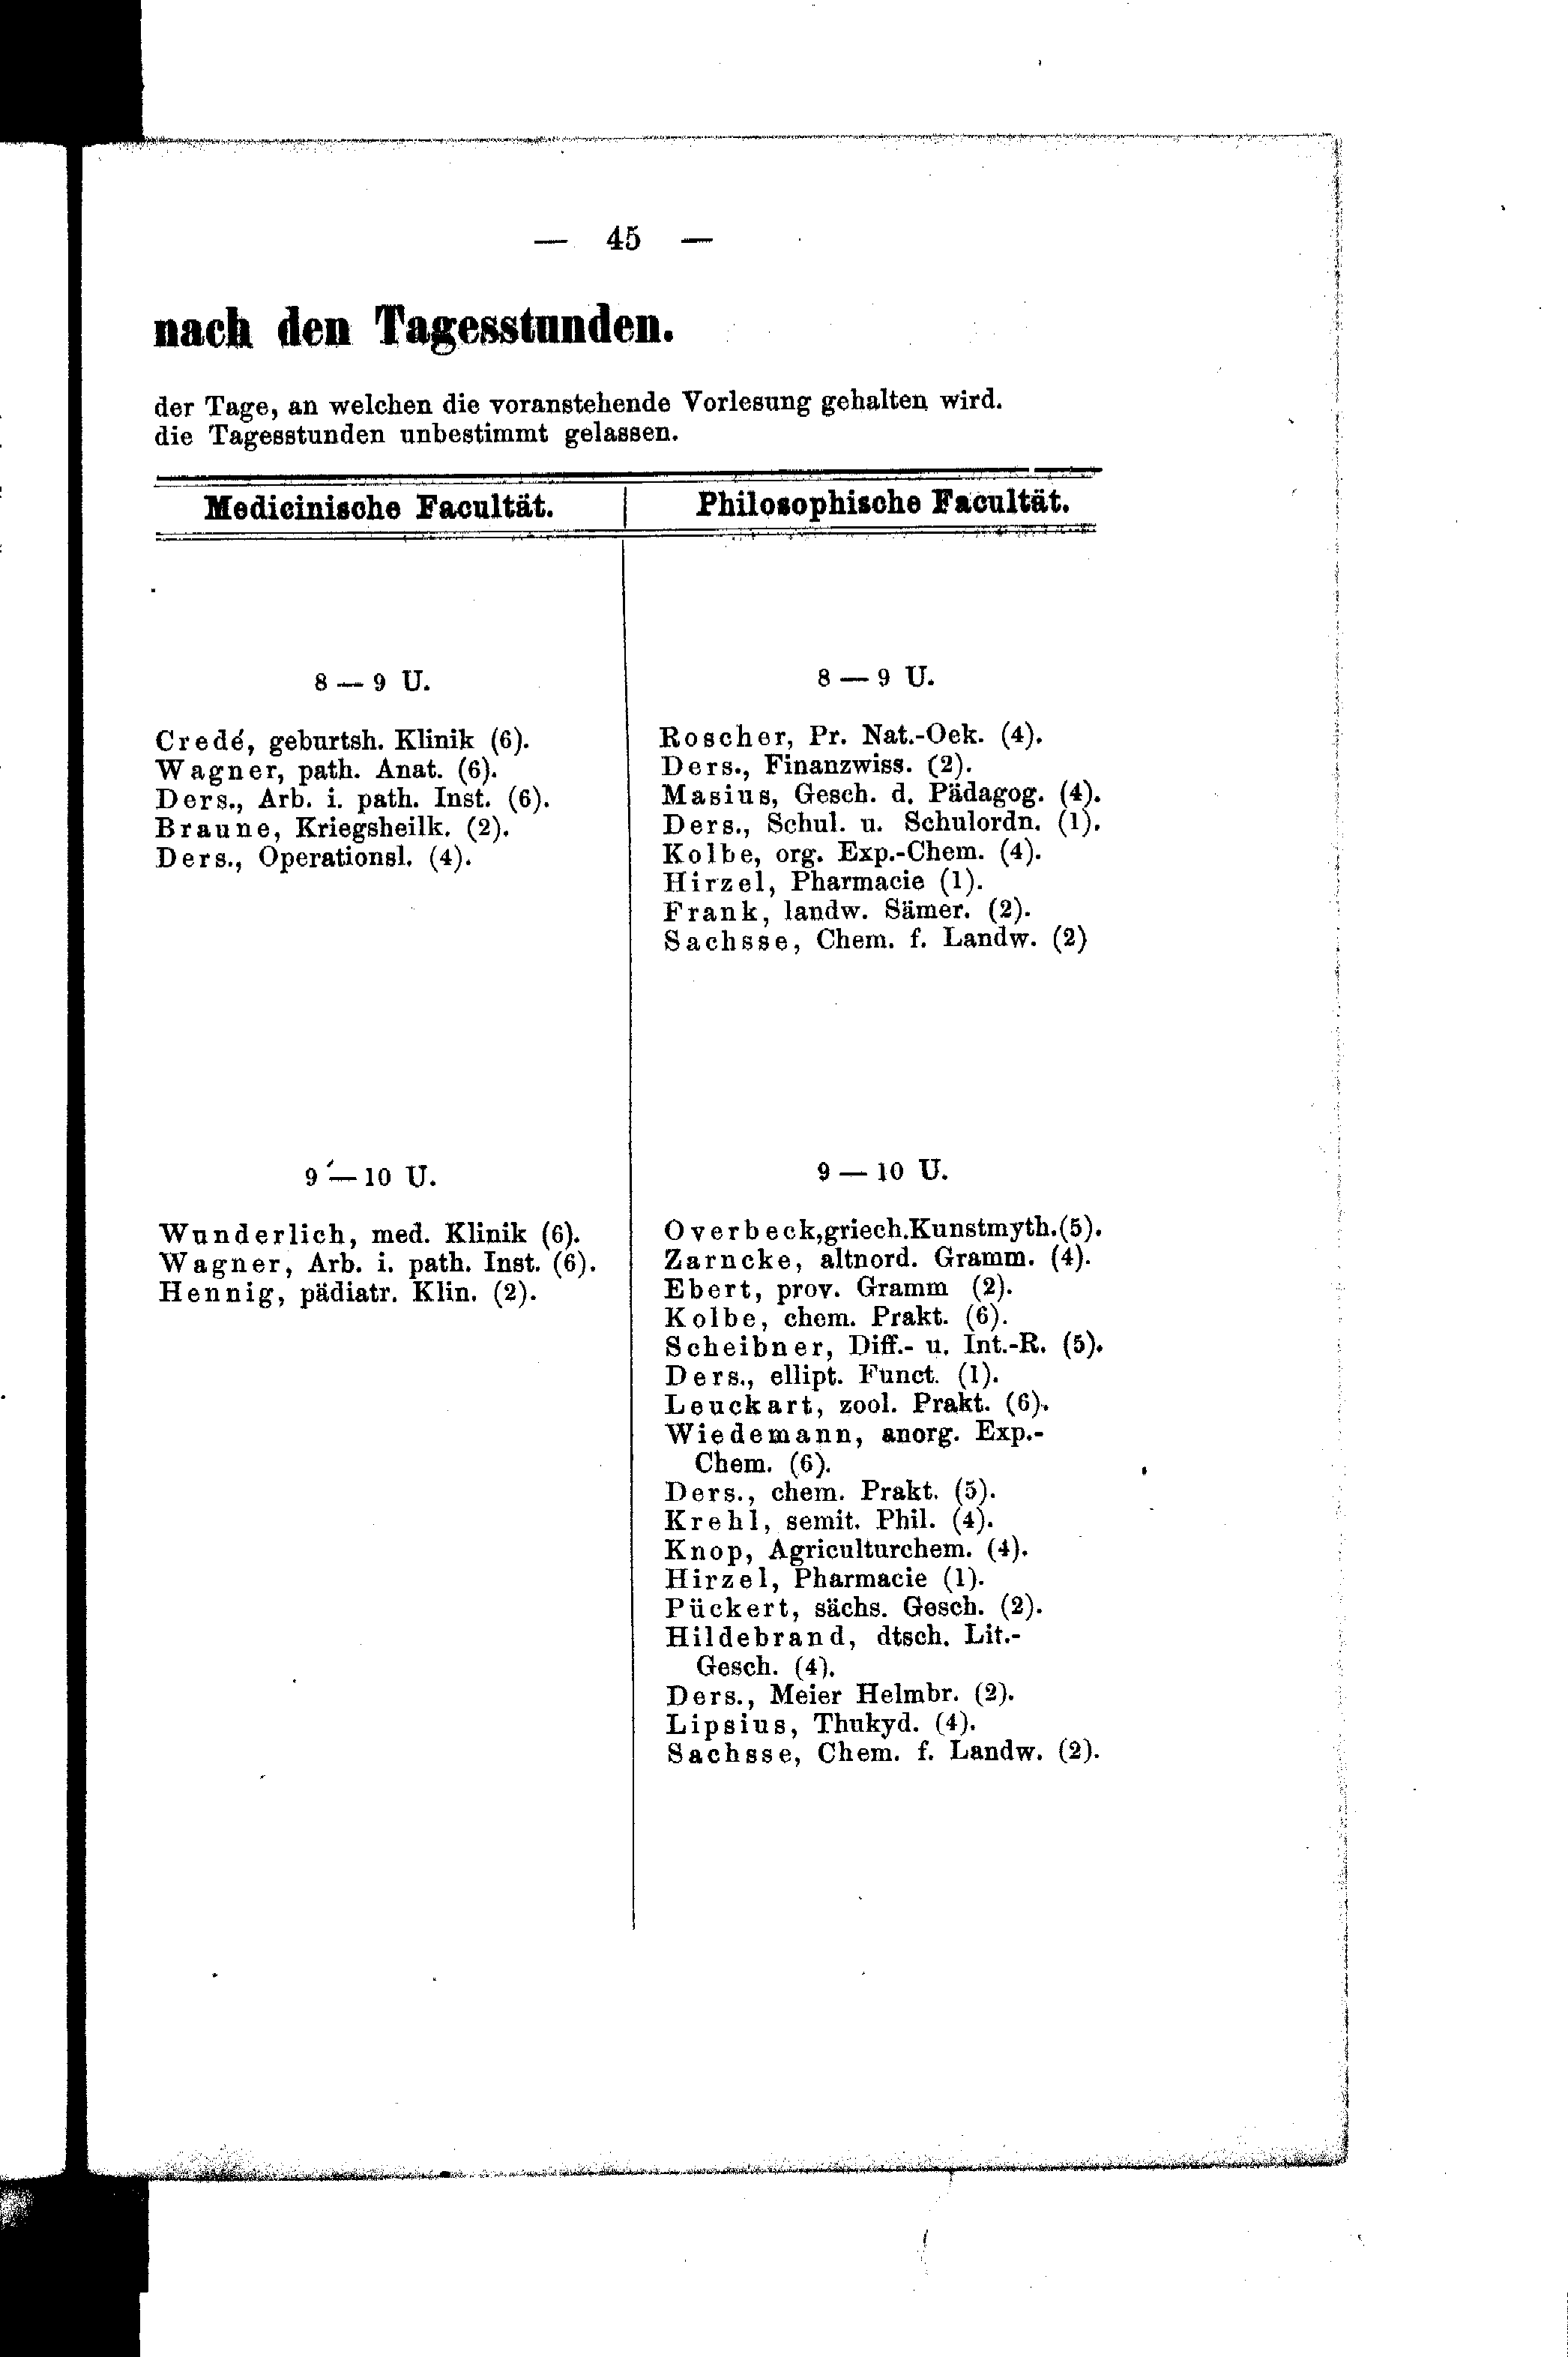 — 45 —
nach den Tagesstunden.
der Tage, an welchen die voranstehende Vorlesung gehalten wird.
die Tagesstunden unbestimmt gelassen.
Medicinische Facultät.
8 — 9 U.
Credé, geburtsh. Klinik (6).
Wagner, path. Anat. (6).
Ders., Arb. i. path. Inst. (6).
Braune, Kriegsheilk. (2).
Ders., Operationsl. (4).
9 — 10 U.
Wunderlich, med. Klinik (6).
Wagner, Arb. i. path. Inst. (6).
Hennig, pädiatr. Klin. (2).
Philosophische Facultät.
8 — 9 U.
Roscher, Pr. Nat.-Oek. (4).
Ders., Finanzwiss. (2).
Masius, Gesch. d. Pädagog. (4).
Ders., Schul. u. Schulordn. (1).
Kolbe, org. Exp.-Chem. (4).
Hirzel, Pharmacie (1).
Frank, landw. Sämer. (2).
Sachsse, Chem. f. Landw. (2)
9 — 10 U.
Overbeck,griech.Kunstmyth.(5).
Zarncke, altnord. Gramm. (4).
Ebert, prov. Gramm (2).
Kolbe, chem. Prakt. (6).
Scheibner, Diff.- u. Int.-R. (5).
Ders., ellipt. Funct. (1).
Leuckart, zool. Prakt. (6).
Wiedemann, anorg. Exp.-
Chem. (6).
Ders., chem. Prakt. (5).
Krehl, semit. Phil. (4).
Knop, Agriculturchem. (4).
Hirzel, Pharmacie (1).
Pückert, sächs. Gesch. (2).
Hildebrand, dtsch. Lit.-
Gesch. (4).
Ders., Meier Helmbr. (2).
Lipsius, Thukyd. (4).
Sachsse, Chem. f. Landw. (2).